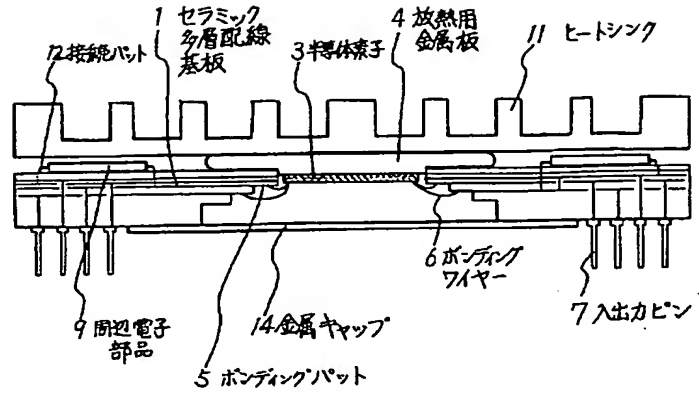 1 セラミック
多層配線
基板
4 放熱用
金属板
11 ヒートシンク
12接続パット
3半導体素子
6 ボンディング
ワイヤー
7 入出力ピン
9 周辺電子
部品
14金属キャップ
5 ボンディングパット